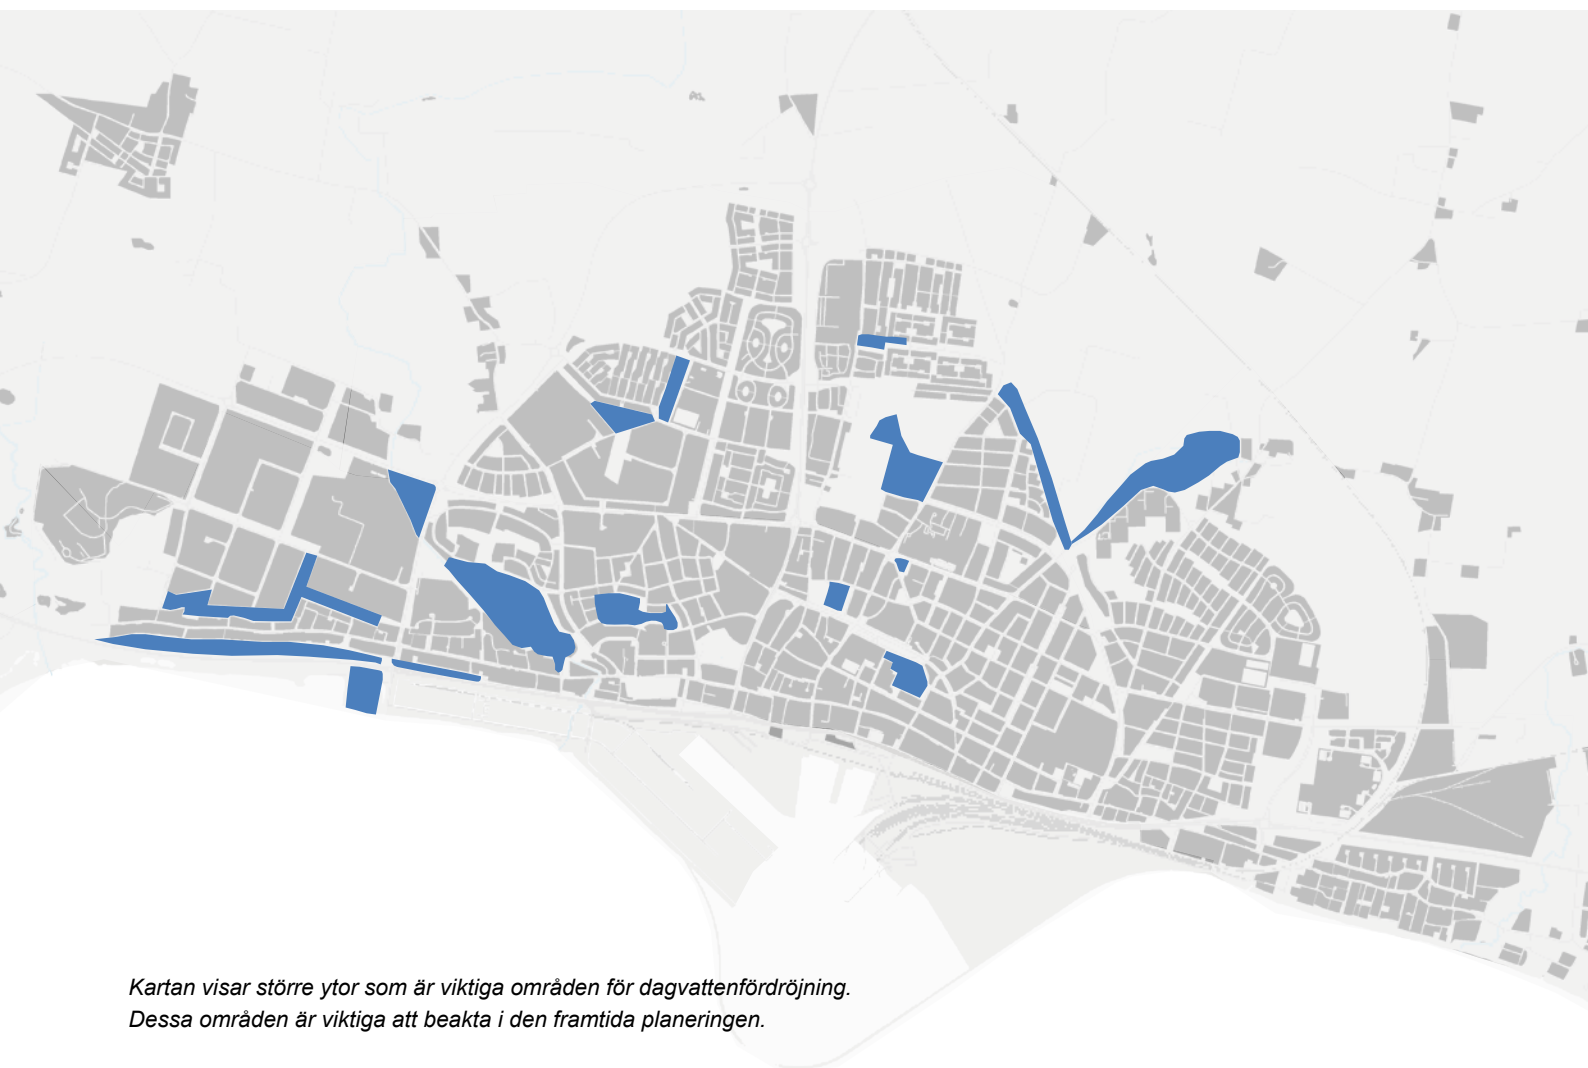 Kartan visar större ytor som är viktiga områden för dagvattenfördröjning.
Dessa områden är viktiga att beakta i den framtida planeringen.